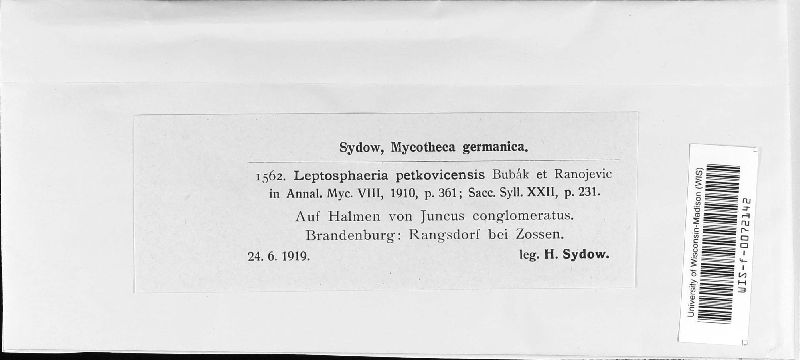 Sydow, Mycotheca germanica.
1562. Leptosphaeria petkovicensis Bubák et Ranojevic
in Annal. Myc. VIII, 1910, p. 361; Sacc. Syll. XXII, p. 231.
Auf Halmen von Juncus conglomeratus.
Brandenburg: Rangsdorf bei Zossen.
24. 6. 1919. leg. H. Sydow.
University of Wisconsin-Madison (WIS)
WIS-f-0072142